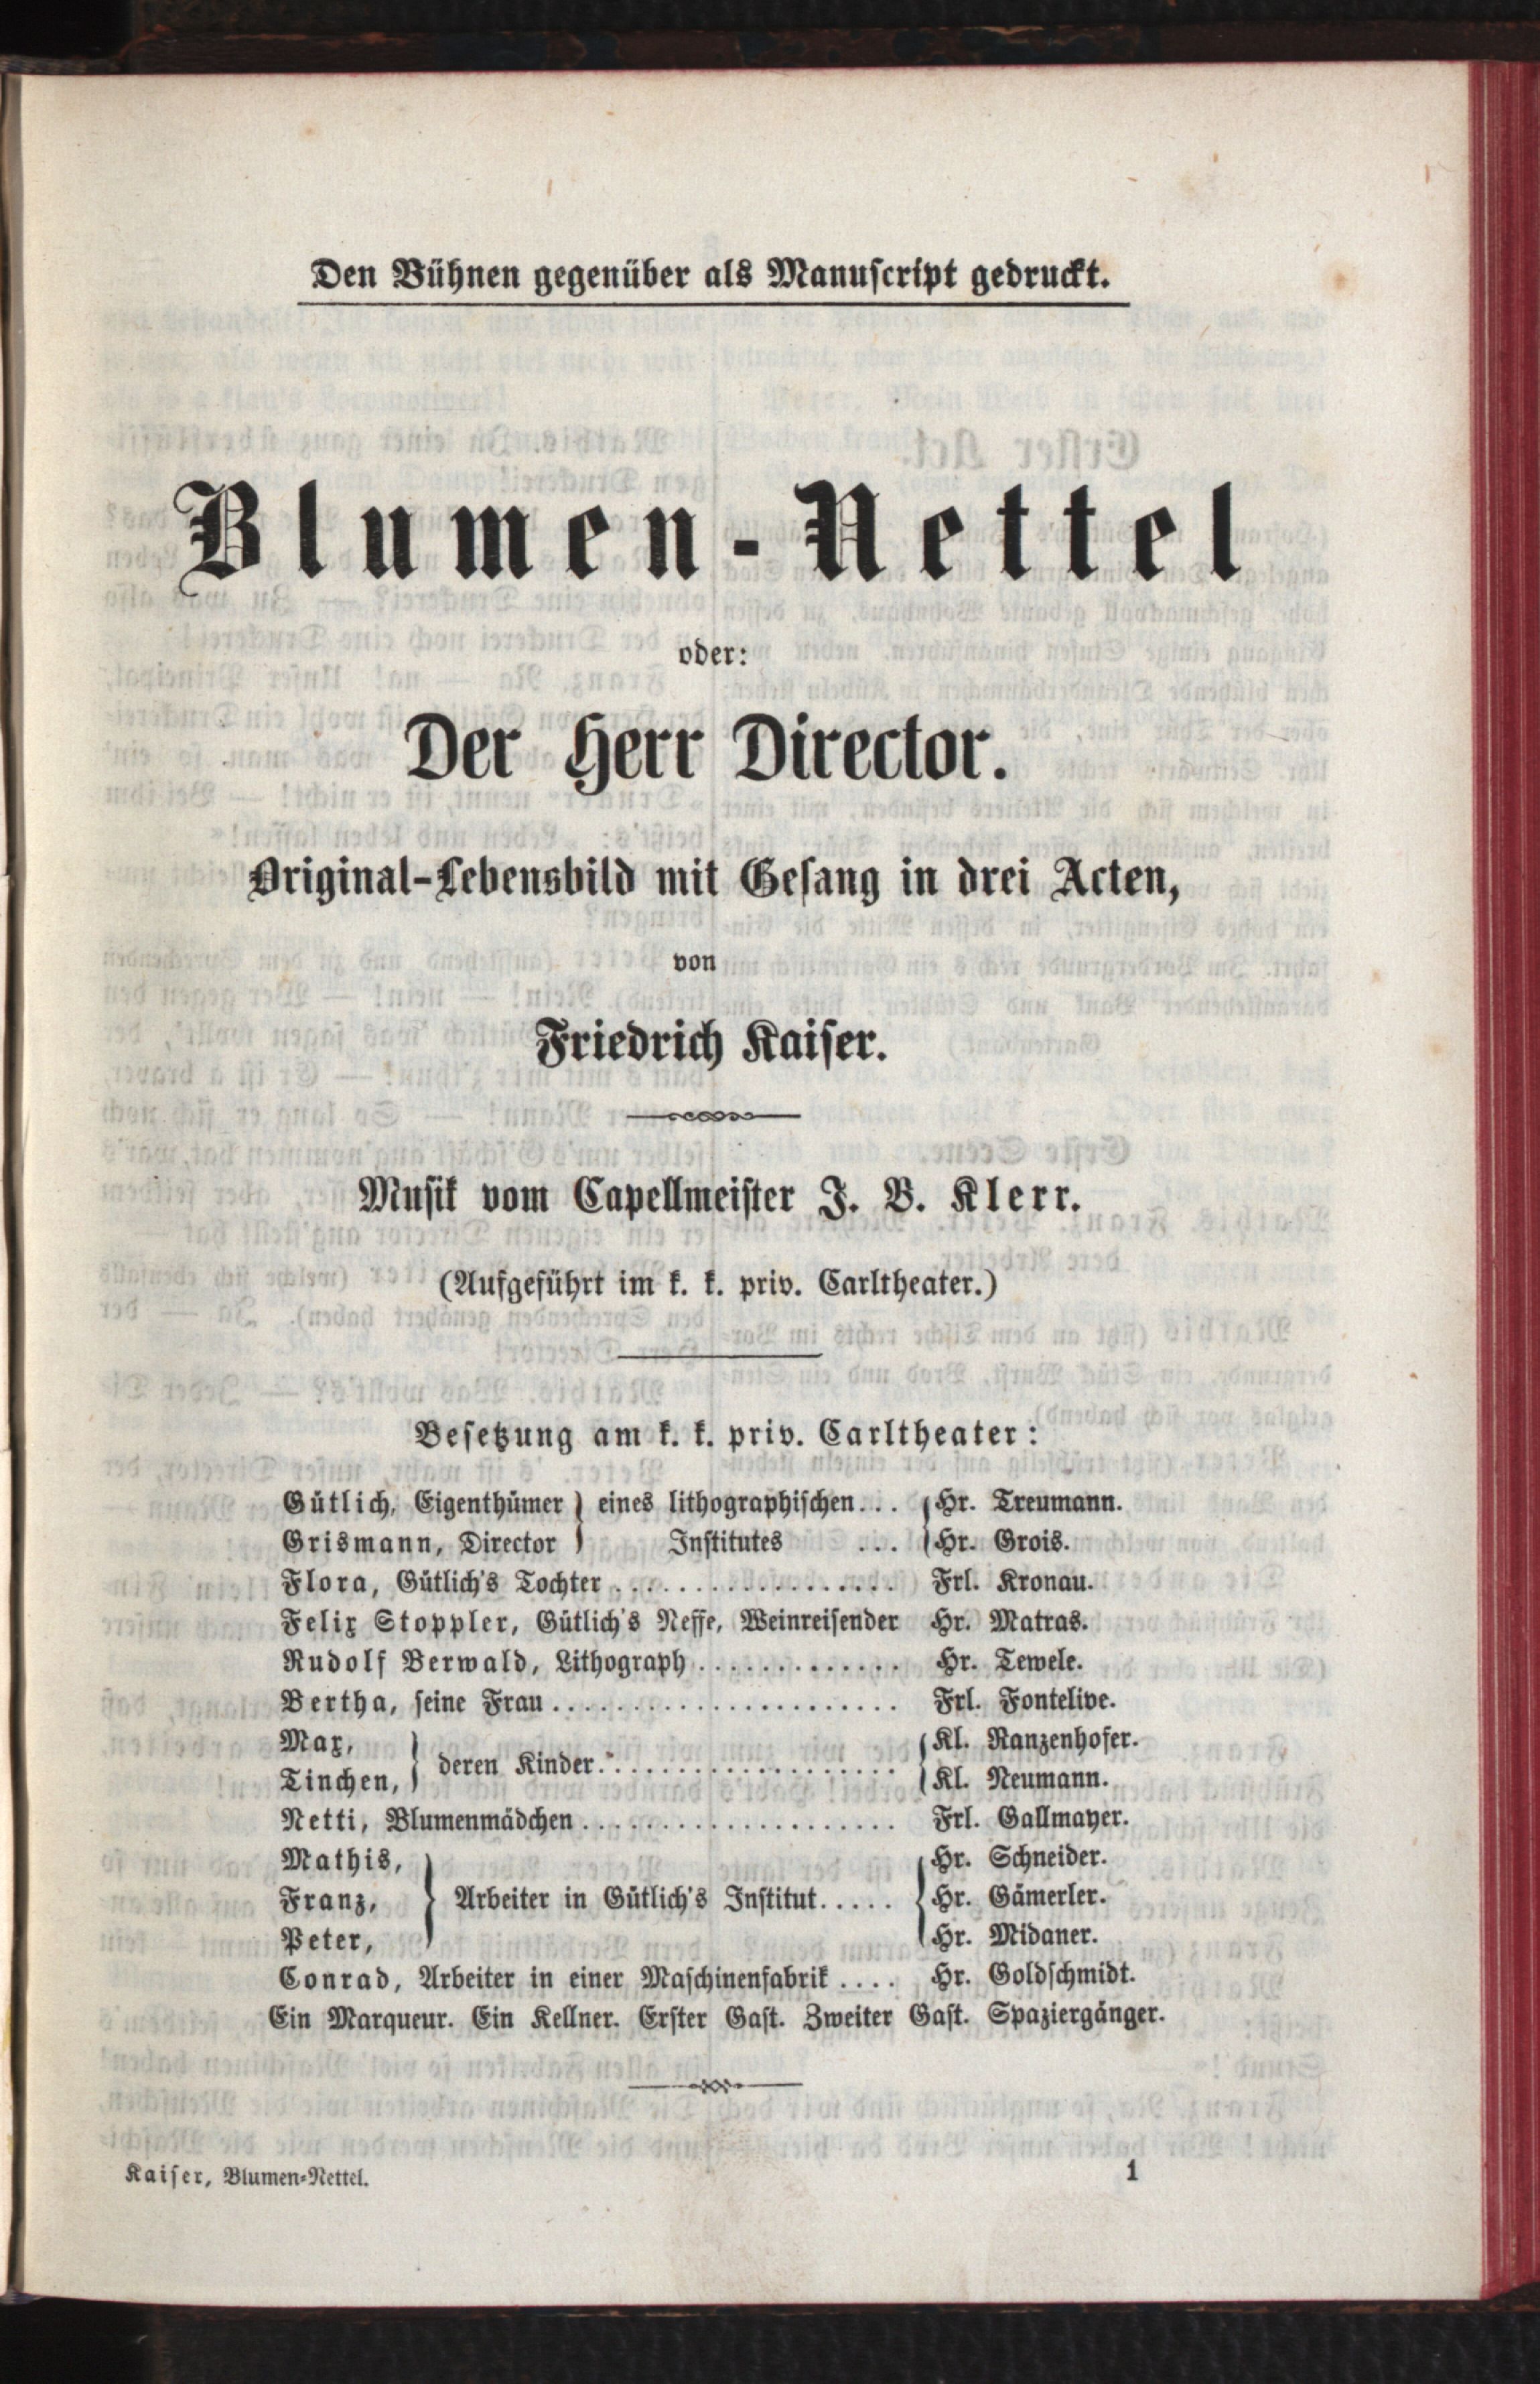 Den Bühnen gegenüber als Manuscript gedruckt.
Blumen-Nettel
oder:
Der Herr Director.
Original-Lebensbild mit Gesang in drei Acten,
von
Friedrich Kaiser.
Musik vom Capellmeister J. B. Klerr.
(Aufgeführt im k. k. priv. Carltheater.)
Besetzung am k. k. priv. Carltheater:
Gütlich, Eigenthümer } eines lithographischen... { Hr. Treumann.
Grismann, Director } Institutes ... { Hr. Grois.
Flora, Gütlich's Tochter .................. Frl. Kronau.
Felix Stoppler, Gütlich's Neffe, Weinreisender Hr. Matras.
Rudolf Berwald, Lithograph ............. Hr. Tewele.
Bertha, seine Frau ...................... Frl. Fontelive.
Max, } deren Kinder ................... { Kl. Ranzenhofer.
Tinchen, } { Kl. Neumann.
Netti, Blumenmädchen .................... Frl. Gallmayer.
Mathis, } { Hr. Schneider.
Franz, } Arbeiter in Gütlich's Institut..... { Hr. Gämerler.
Peter, } { Hr. Midaner.
Conrad, Arbeiter in einer Maschinenfabrik .... Hr. Goldschmidt.
Ein Marqueur. Ein Kellner. Erster Gast. Zweiter Gast. Spaziergänger.
Kaiser, Blumen-Nettel. 1